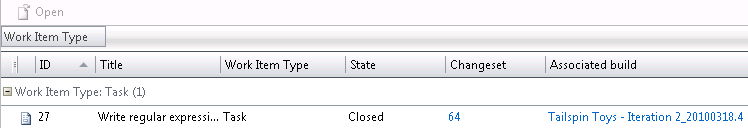 Open
Work Item Type
ID Title Work Item Type State Changeset Associated build
Work Item Type: Task (1)
27 Write regular expressi... Task Closed 64 Tailspin Toys - Iteration 2_20100318.4